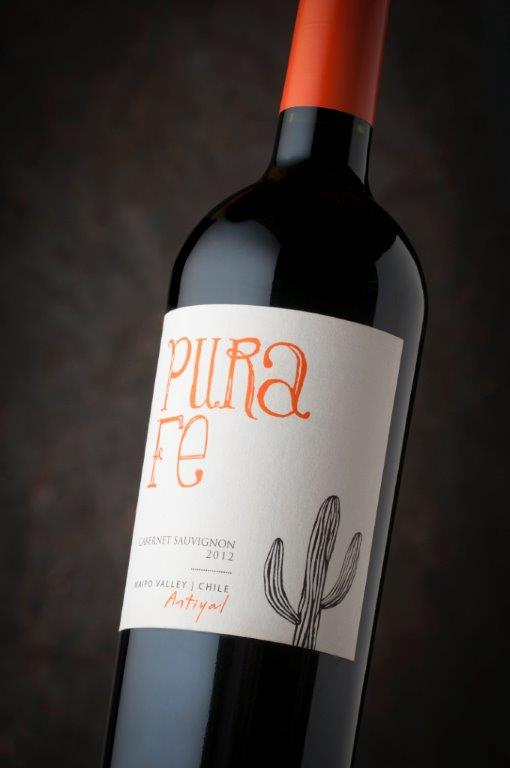 PURA
FE
CABERNET SAUVIGNON
2012
MAIPO VALLEY | CHILE
Antiyal